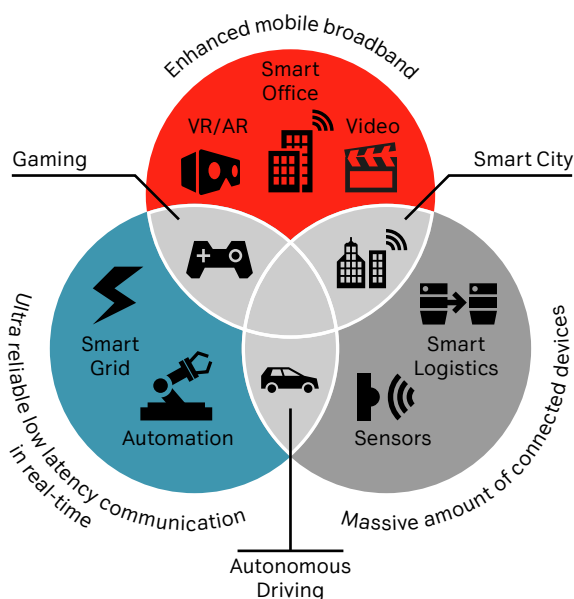 Enhanced mobile broadband
Smart
Office
VR/AR
Video
Gaming
Smart City
Smart
Grid
Automation
Smart
Logistics
Sensors
Ultra reliable low latency communication
in real-time
Massive amount of connected devices
Autonomous
Driving